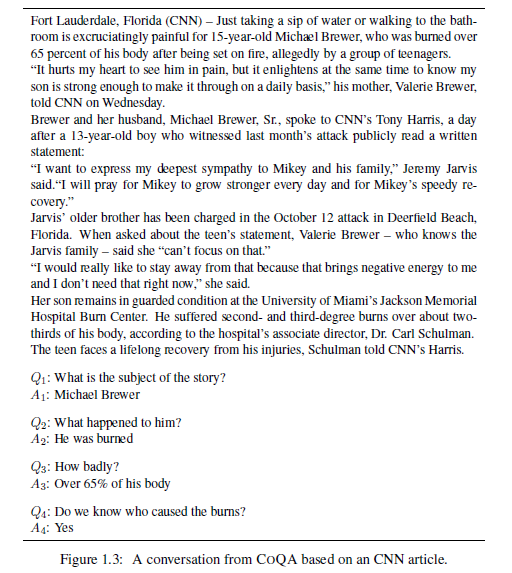 Fort Lauderdale, Florida (CNN) – Just taking a sip of water or walking to the bath-
room is excruciatingly painful for 15-year-old Michael Brewer, who was burned over
65 percent of his body after being set on fire, allegedly by a group of teenagers.
“It hurts my heart to see him in pain, but it enlightens at the same time to know my
son is strong enough to make it through on a daily basis,” his mother, Valerie Brewer,
told CNN on Wednesday.
Brewer and her husband, Michael Brewer, Sr., spoke to CNN’s Tony Harris, a day
after a 13-year-old boy who witnessed last month’s attack publicly read a written
statement:
“I want to express my deepest sympathy to Mikey and his family,” Jeremy Jarvis
said.“I will pray for Mikey to grow stronger every day and for Mikey’s speedy re-
covery.”
Jarvis’ older brother has been charged in the October 12 attack in Deerfield Beach,
Florida. When asked about the teen’s statement, Valerie Brewer – who knows the
Jarvis family – said she “can’t focus on that.”
“I would really like to stay away from that because that brings negative energy to me
and I don’t need that right now,” she said.
Her son remains in guarded condition at the University of Miami’s Jackson Memorial
Hospital Burn Center. He suffered second- and third-degree burns over about two-
thirds of his body, according to the hospital’s associate director, Dr. Carl Schulman.
The teen faces a lifelong recovery from his injuries, Schulman told CNN’s Harris.
Q1: What is the subject of the story?
A1: Michael Brewer
Q2: What happened to him?
A2: He was burned
Q3: How badly?
A3: Over 65% of his body
Q4: Do we know who caused the burns?
A4: Yes
Figure 1.3: A conversation from COQA based on an CNN article.